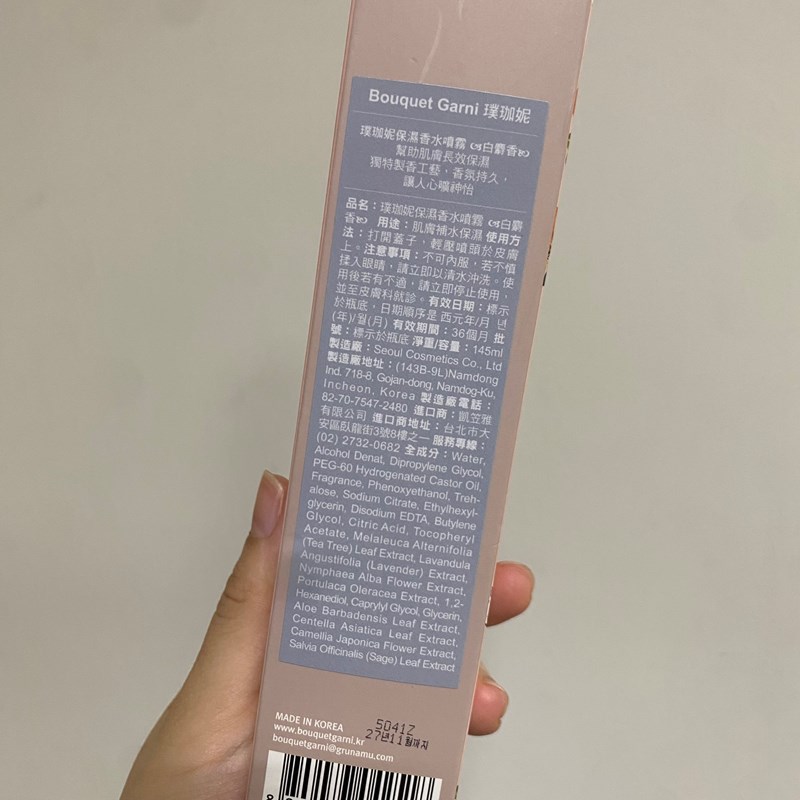 Bouquet Garni 璞珈妮
璞珈妮保濕香水噴霧 ෬白麝香෨
幫助肌膚長效保濕
獨特製香工藝，香氛持久，
讓人心曠神怡
品名：璞珈妮保濕香水噴霧 ෬白麝
香෨ 用途：肌膚補水保濕 使用方
法：打開蓋子，輕壓噴頭於皮膚
上。注意事項：不可內服，若不慎
揉入眼睛，請立即以清水沖洗。使
用後若有不適，請立即停止使用，
並至皮膚科就診。有效日期：標示
於瓶底，日期順序是 西元年/月 년
(年)/월(月) 有效期間：36個月 批
號：標示於瓶底 淨重/容量：145ml
製造廠：Seoul Cosmetics Co., Ltd
製造廠地址：(143B-9L)Namdong
Ind. 718-8, Gojan-dong, Namdog-Ku,
Incheon, Korea 製造廠電話：
82-70-7547-2480 進口商：凱笠雅
有限公司 進口商地址：台北市大
安區臥龍街3號8樓之一 服務專線：
(02) 2732-0682 全成分：Water,
Alcohol Denat, Dipropylene Glycol,
PEG-60 Hydrogenated Castor Oil,
Fragrance, Phenoxyethanol, Treh-
alose, Sodium Citrate, Ethylhexyl-
glycerin, Disodium EDTA, Butylene
Glycol, Citric Acid, Tocopheryl
Acetate, Melaleuca Alternifolia
(Tea Tree) Leaf Extract, Lavandula
Angustifolia (Lavender) Extract,
Nymphaea Alba Flower Extract,
Portulaca Oleracea Extract, 1,2-
Hexanediol, Caprylyl Glycol, Glycerin,
Aloe Barbadensis Leaf Extract,
Centella Asiatica Leaf Extract,
Camellia Japonica Flower Extract,
Salvia Officinalis (Sage) Leaf Extract
MADE IN KOREA
www.bouquetgarni.kr
bouquetgarni@grunamu.com
5041Z
27년11월까지
8